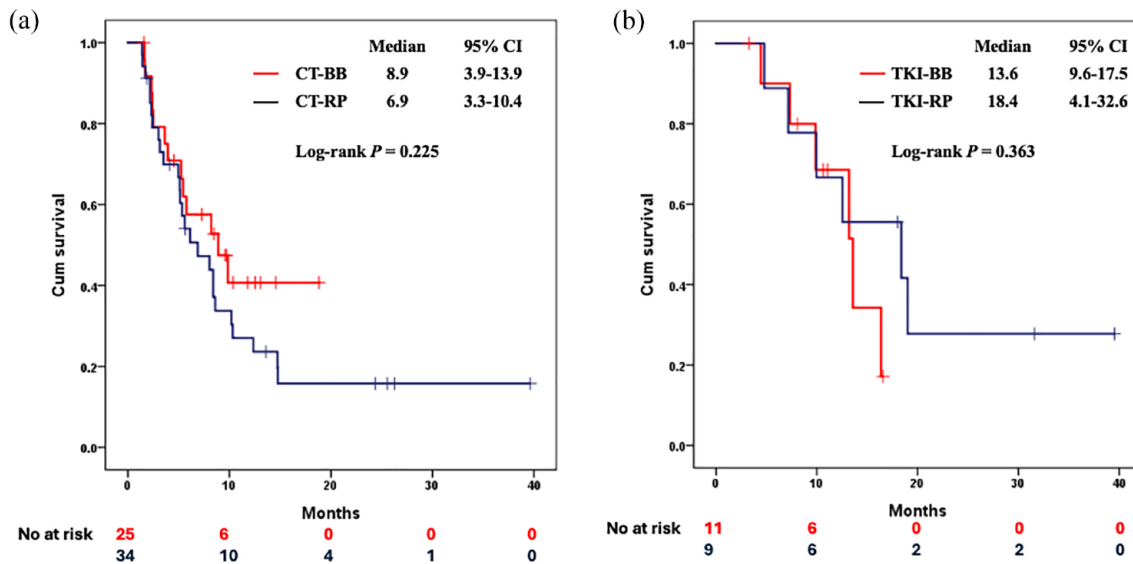 (a)
Median 95% CI
CT-BB 8.9 3.9-13.9
CT-RP 6.9 3.3-10.4
Log-rank P = 0.225
Cum survival
1.0
0.8
0.6
0.4
0.2
0.0
0 10 20 30 40
Months
No at risk 25 6 0 0 0
34 10 4 1 0
(b)
Median 95% CI
TKI-BB 13.6 9.6-17.5
TKI-RP 18.4 4.1-32.6
Log-rank P = 0.363
Cum survival
1.0
0.8
0.6
0.4
0.2
0.0
0 10 20 30 40
Months
No at risk 11 6 0 0 0
9 6 2 2 0